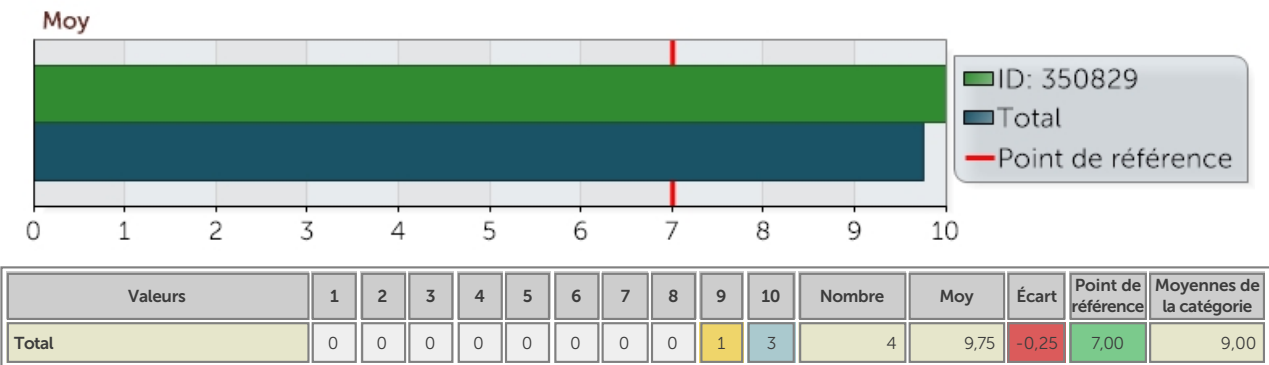 Moy
ID: 350829
Total
Point de référence
0 1 2 3 4 5 6 7 8 9 10
Valeurs 1 2 3 4 5 6 7 8 9 10 Nombre Moy Écart Point de référence Moyennes de la catégorie
Total 0 0 0 0 0 0 0 0 1 3 4 9,75 -0,25 7,00 9,00